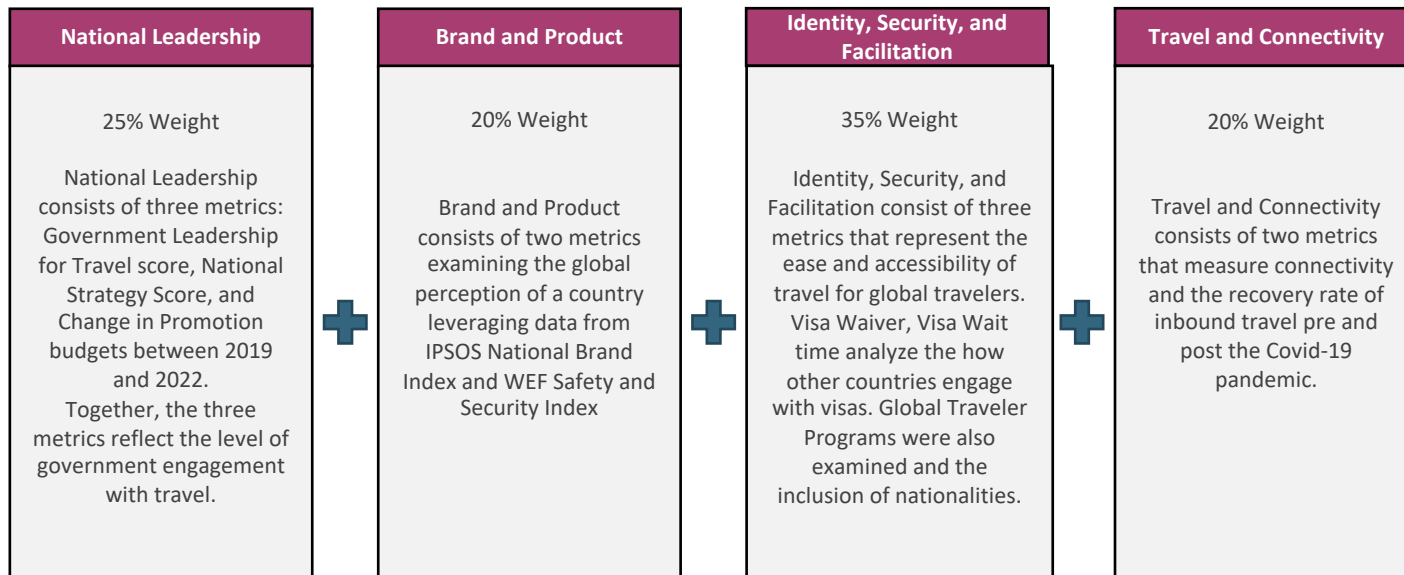 National Leadership
25% Weight
National Leadership
consists of three metrics:
Government Leadership
for Travel score, National
Strategy Score, and
Change in Promotion
budgets between 2019
and 2022.
Together, the three
metrics reflect the level of
government engagement
with travel.
Brand and Product
20% Weight
Brand and Product
consists of two metrics
examining the global
perception of a country
leveraging data from
IPSOS National Brand
Index and WEF Safety and
Security Index
Identity, Security, and
Facilitation
35% Weight
Identity, Security, and
Facilitation consist of three
metrics that represent the
ease and accessibility of
travel for global travelers.
Visa Waiver, Visa Wait
time analyze the how
other countries engage
with visas. Global Traveler
Programs were also
examined and the
inclusion of nationalities.
Travel and Connectivity
20% Weight
Travel and Connectivity
consists of two metrics
that measure connectivity
and the recovery rate of
inbound travel pre and
post the Covid-19
pandemic.